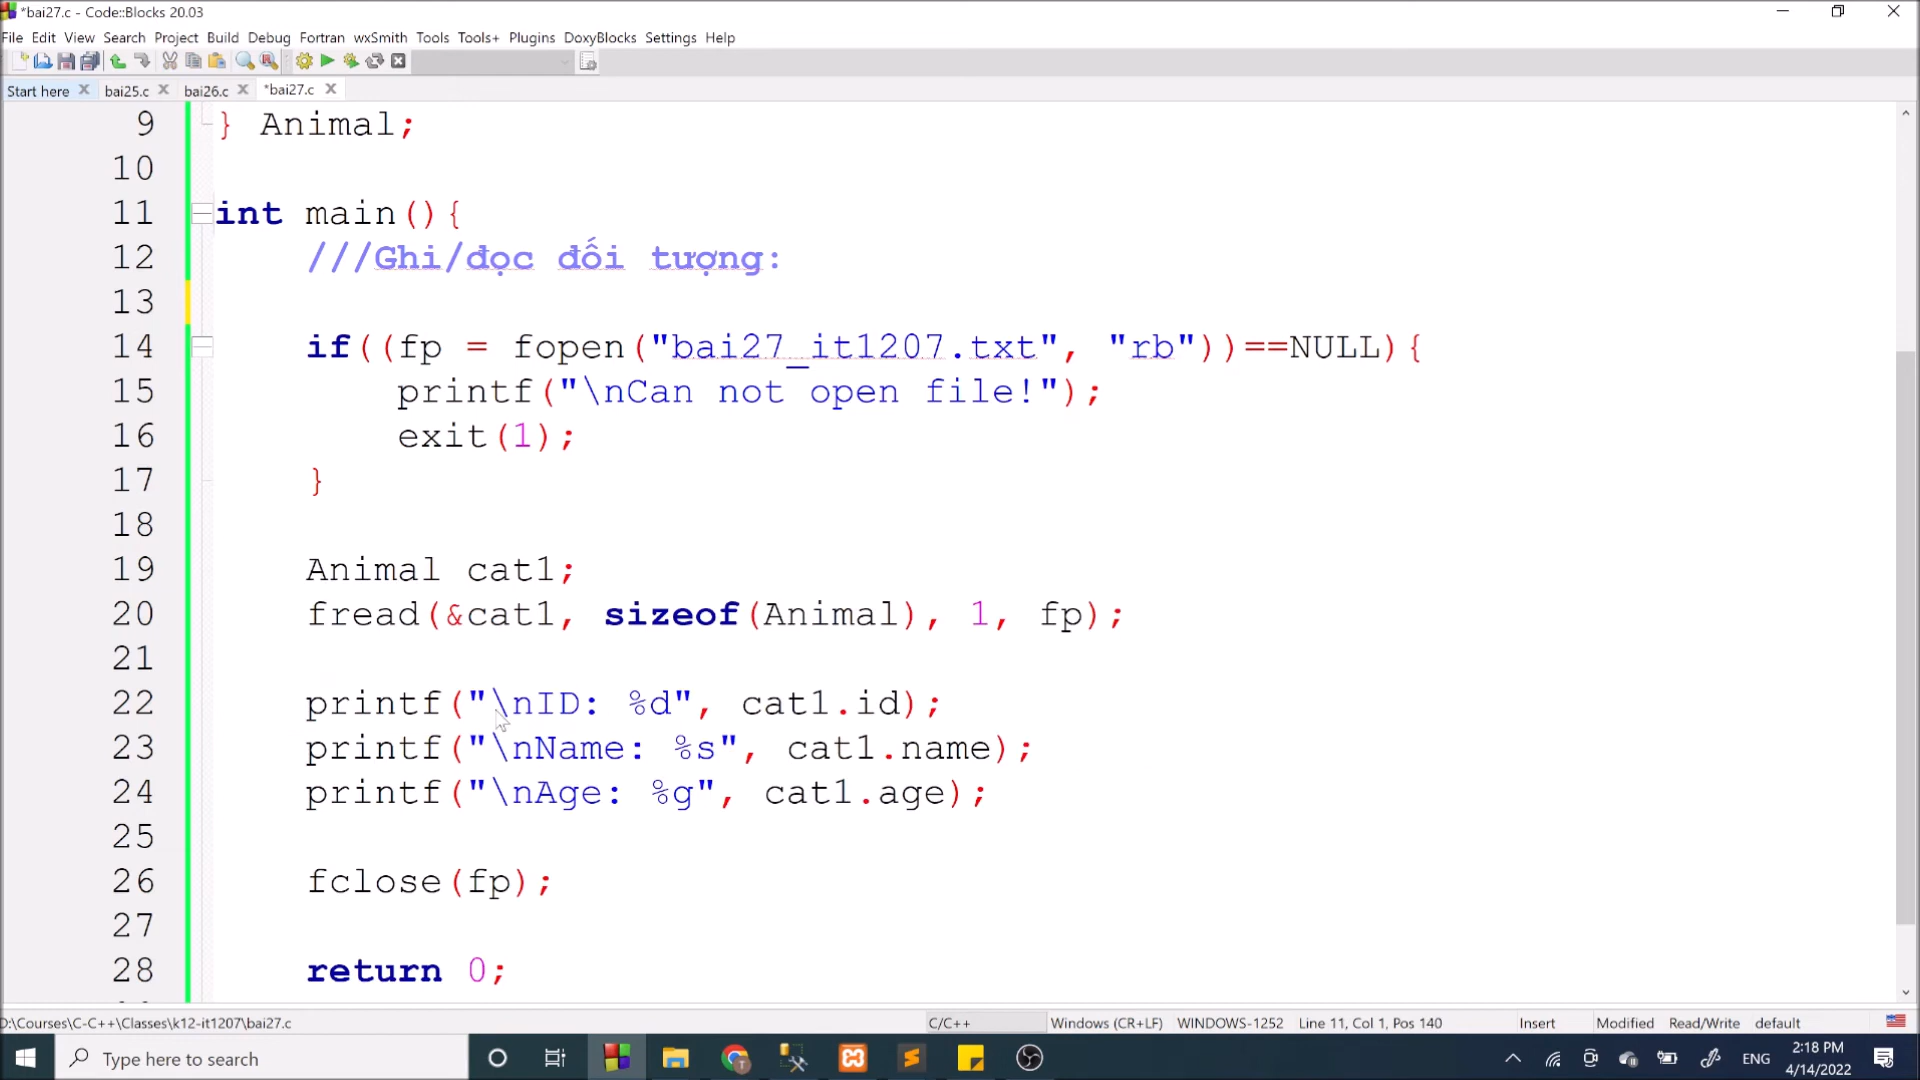 *bai27.c - Code::Blocks 20.03
File Edit View Search Project Build Debug Fortran wxSmith Tools Tools+ Plugins DoxyBlocks Settings Help
Start here bai25.c bai26.c *bai27.c
9 } Animal;
10
11 int main(){
12 ///Ghi/đọc đối tượng:
13
14 if((fp = fopen("bai27_it1207.txt", "rb"))==NULL){
15 printf("\nCan not open file!");
16 exit(1);
17 }
18
19 Animal cat1;
20 fread(&cat1, sizeof(Animal), 1, fp);
21
22 printf("\nID: %d", cat1.id);
23 printf("\nName: %s", cat1.name);
24 printf("\nAge: %g", cat1.age);
25
26 fclose(fp);
27
28 return 0;
D:\Courses\C-C++\Classes\k12-it1207\bai27.c C/C++ Windows (CR+LF) WINDOWS-1252 Line 11, Col 1, Pos 140 Insert Modified Read/Write default
Type here to search ENG 2:18 PM
4/14/2022